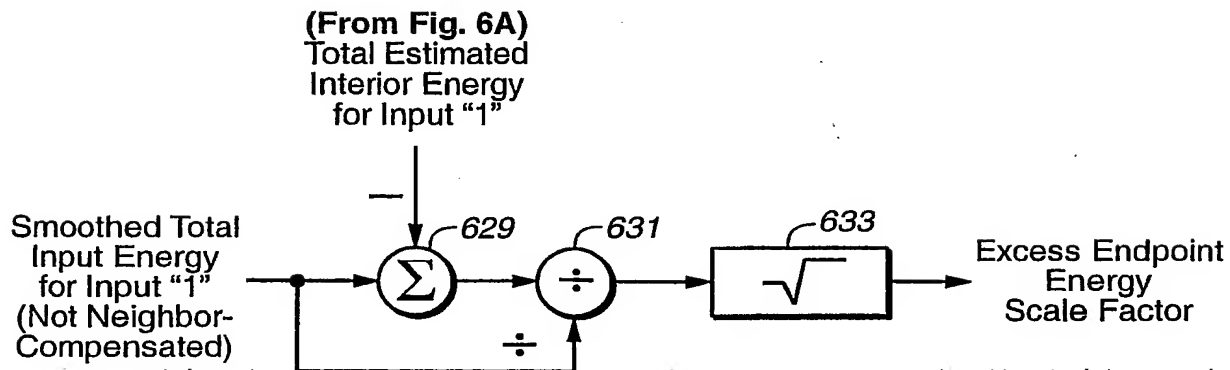 (From Fig. 6A)
Total Estimated
Interior Energy
for Input “1”
—
Smoothed Total
Input Energy
for Input “1”
(Not Neighbor-
Compensated)
Σ
629
÷
631
÷
√
633
Excess Endpoint
Energy
Scale Factor